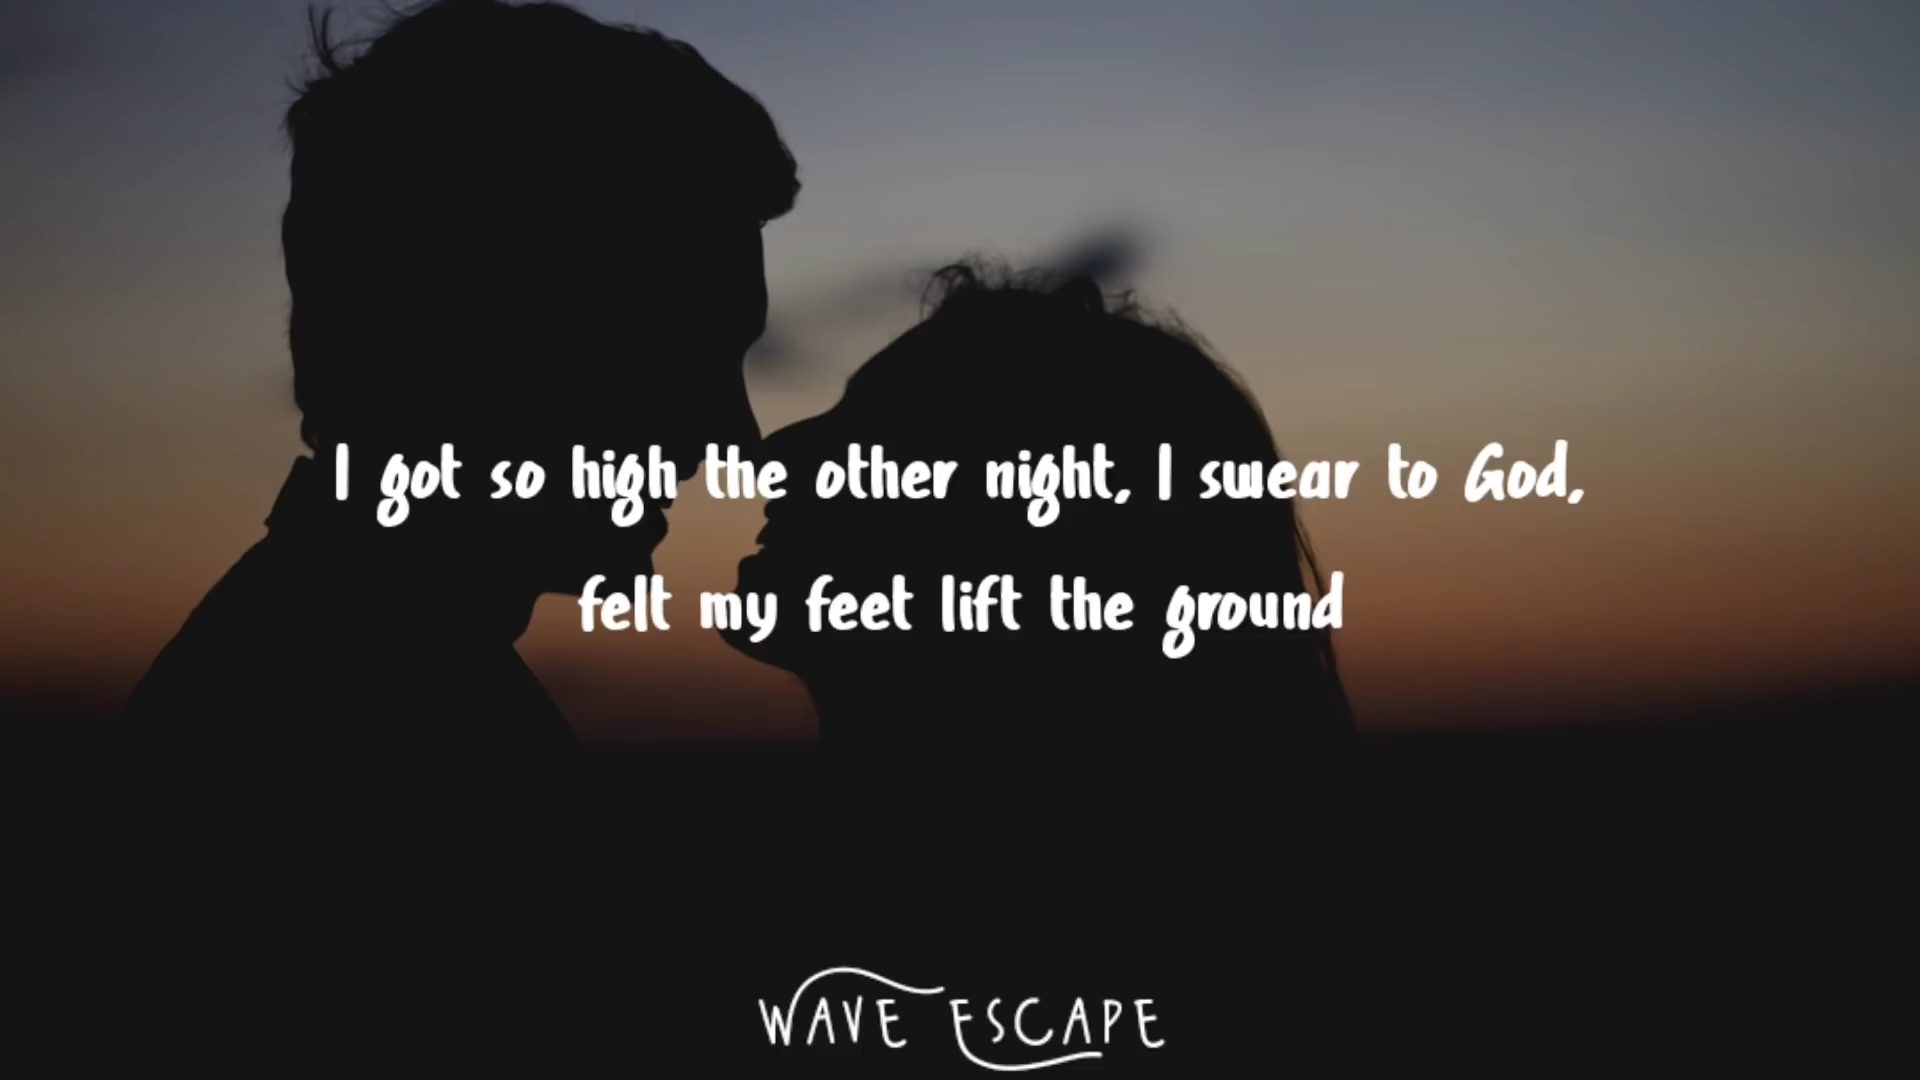 I got so high the other night, I swear to God,
felt my feet lift the ground
WAVE ESCAPE